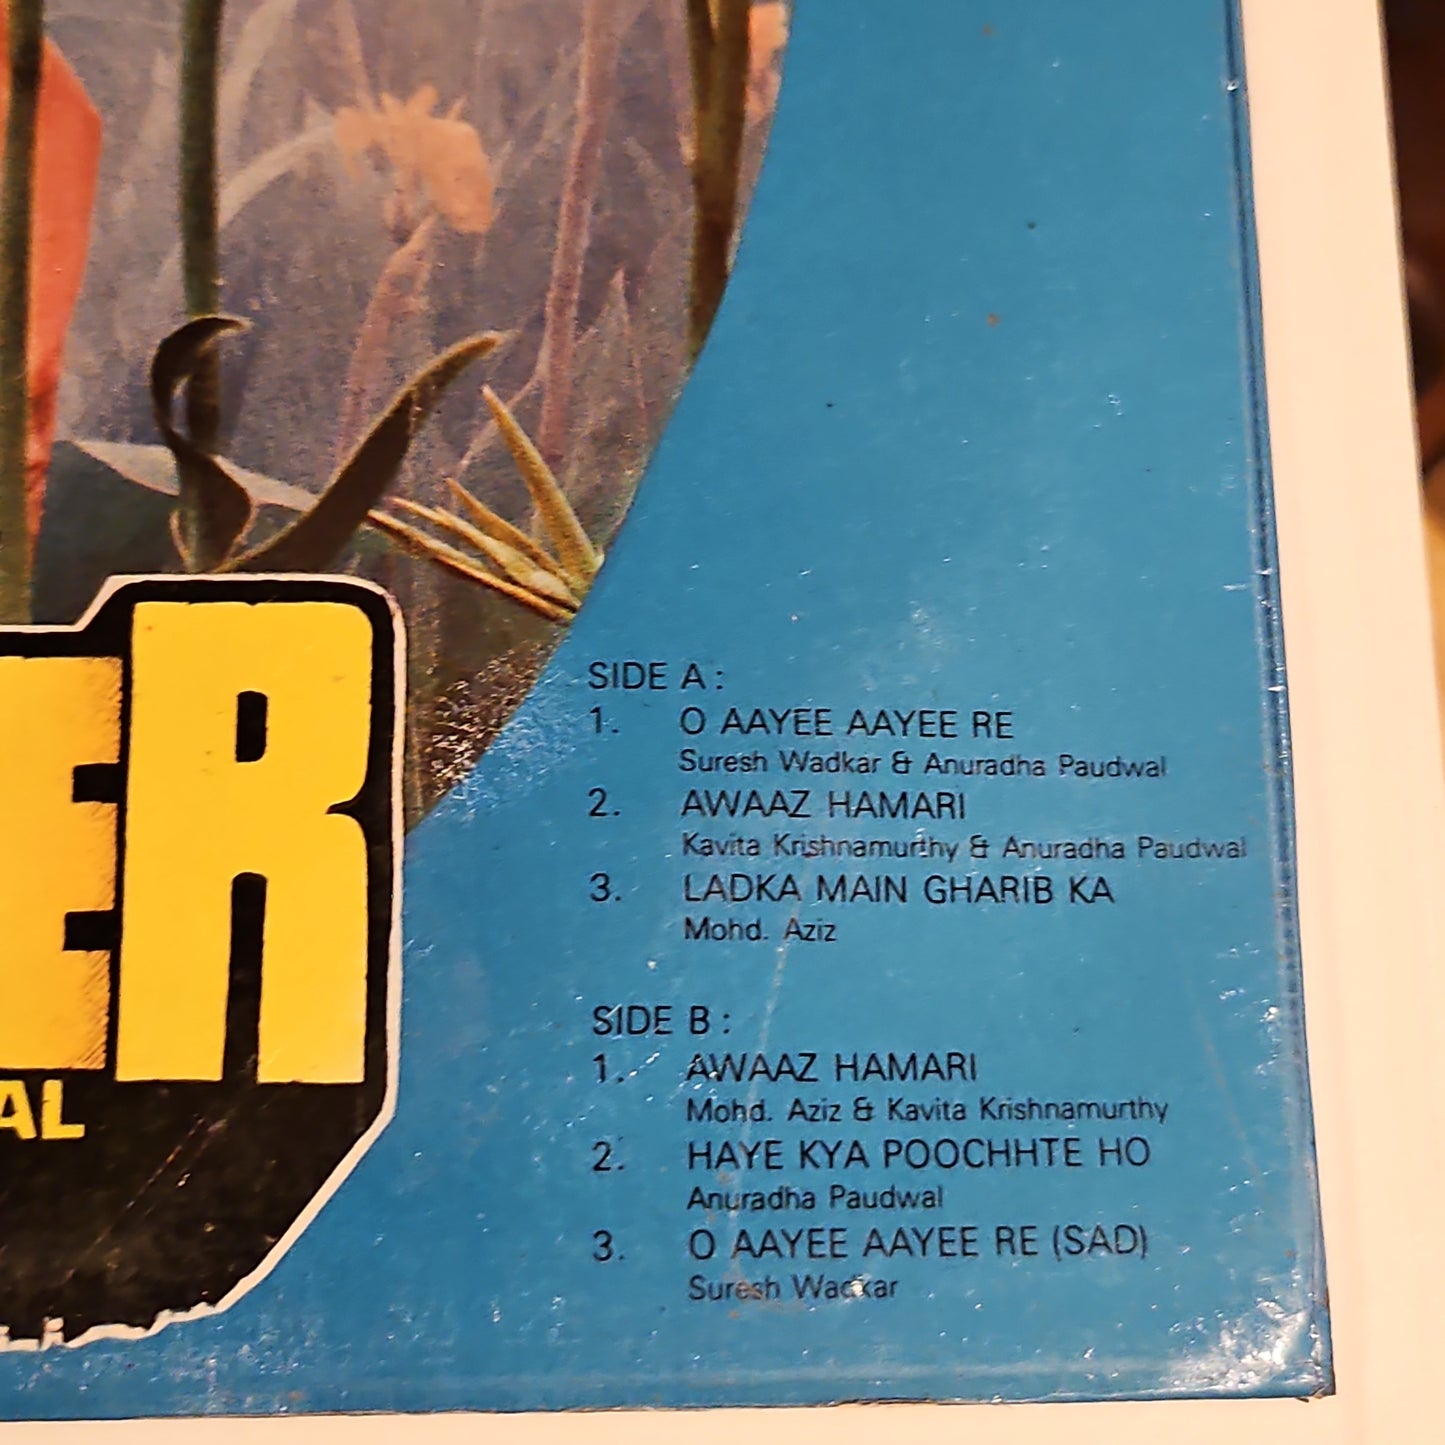 ER
AL
SIDE A :
1. O AAYEE AAYEE RE
Suresh Wadkar & Anuradha Paudwal
2. AWAAZ HAMARI
Kavita Krishnamurthy & Anuradha Paudwal
3. LADKA MAIN GHARIB KA
Mohd. Aziz
SIDE B :
1. AWAAZ HAMARI
Mohd. Aziz & Kavita Krishnamurthy
2. HAYE KYA POOCHHTE HO
Anuradha Paudwal
3. O AAYEE AAYEE RE (SAD)
Suresh Wadkar